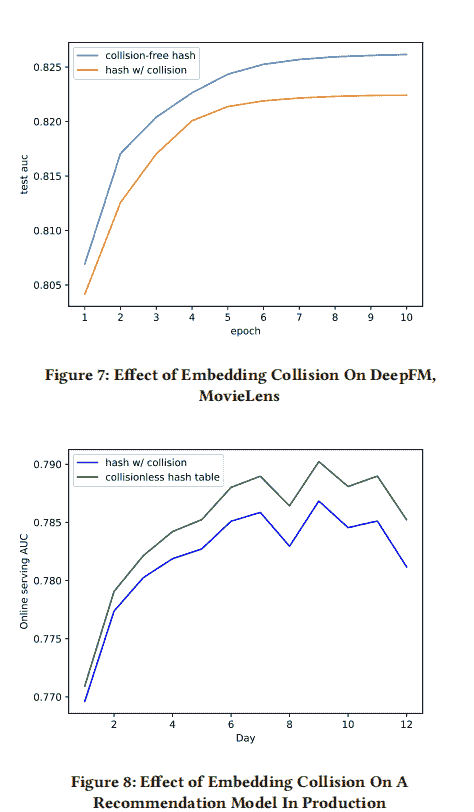 collision-free hash
hash w/ collision
0.825
0.820
0.815
0.810
0.805
test auc
1 2 3 4 5 6 7 8 9 10
epoch
Figure 7: Effect of Embedding Collision On DeepFM,
MovieLens
hash w/ collision
collisionless hash table
0.790
0.785
0.780
0.775
0.770
Online serving AUC
2 4 6 8 10 12
Day
Figure 8: Effect of Embedding Collision On A
Recommendation Model In Production